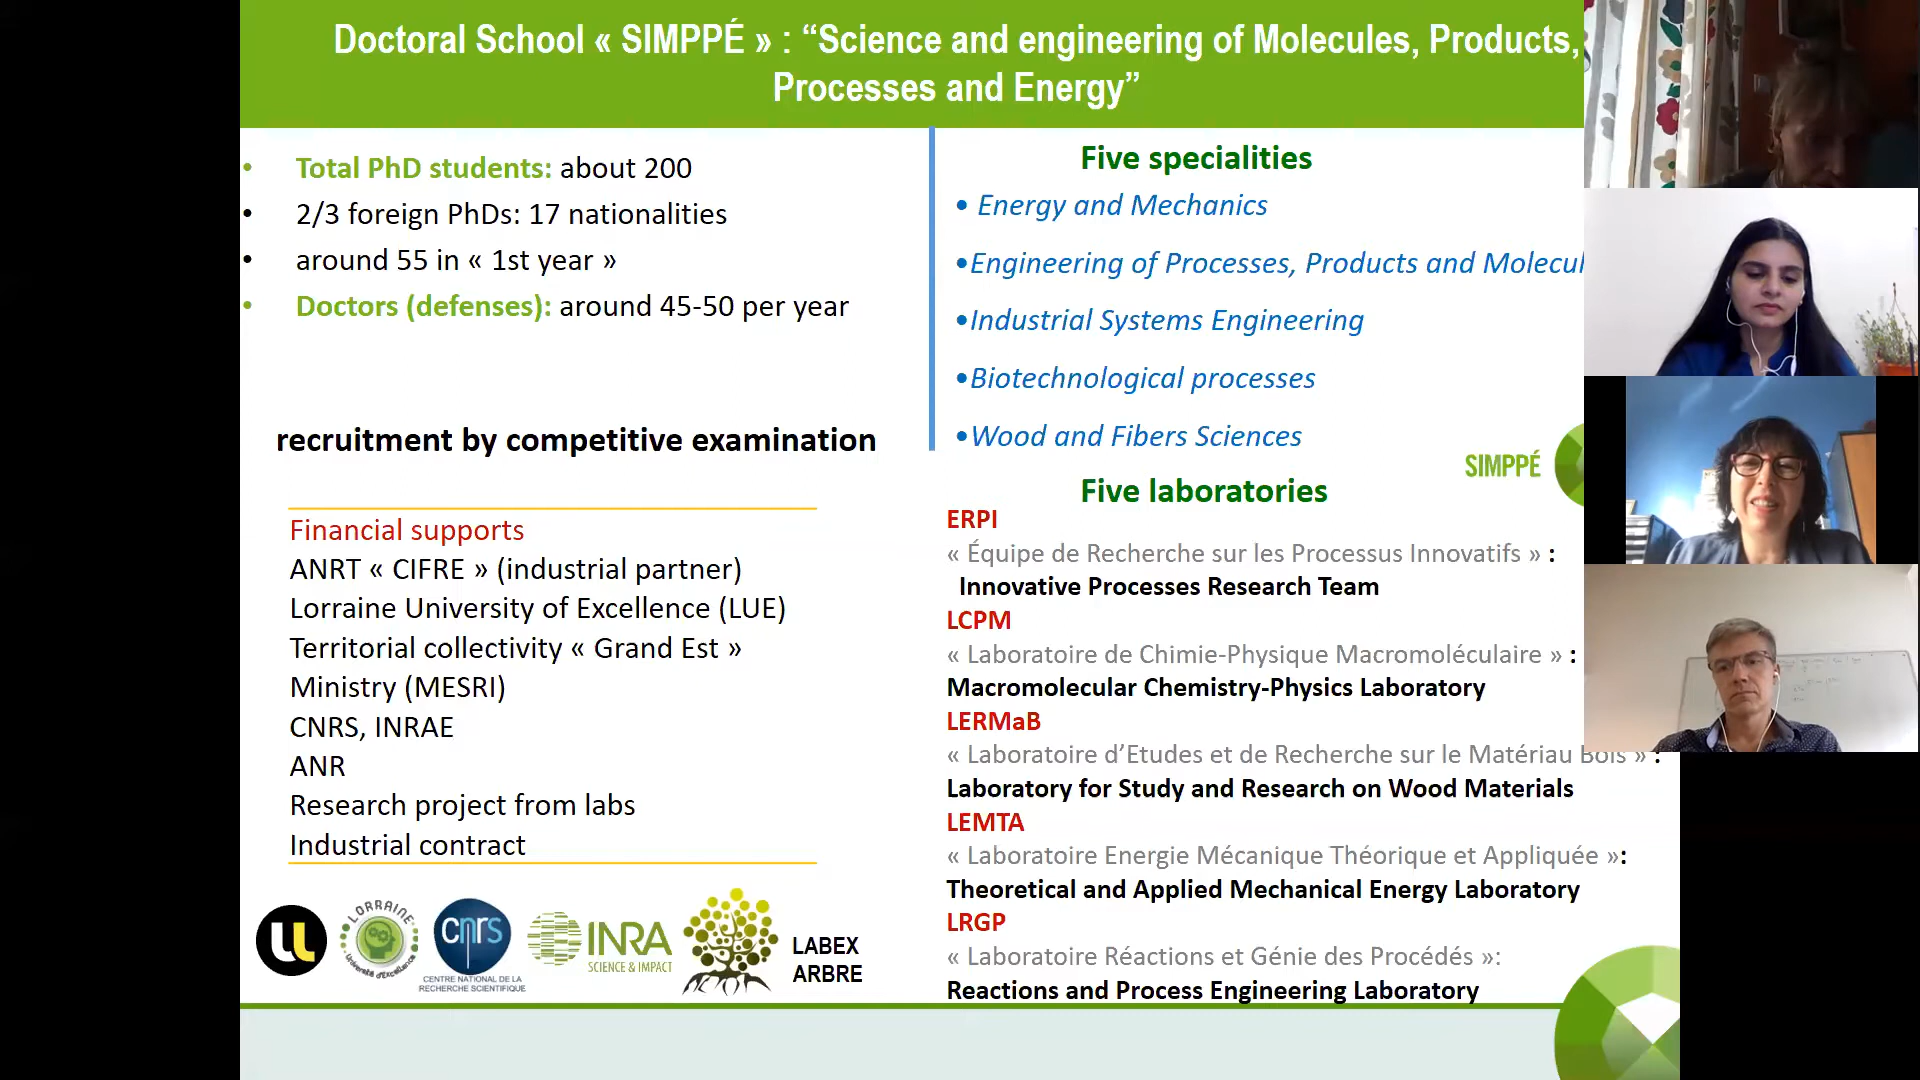 Doctoral School « SIMPPÉ » : “Science and engineering of Molecules, Products,
Processes and Energy”
• Total PhD students: about 200
• 2/3 foreign PhDs: 17 nationalities
• around 55 in « 1st year »
• Doctors (defenses): around 45-50 per year
recruitment by competitive examination
Financial supports
ANRT « CIFRE » (industrial partner)
Lorraine University of Excellence (LUE)
Territorial collectivity « Grand Est »
Ministry (MESRI)
CNRS, INRAE
ANR
Research project from labs
Industrial contract
Five specialities
• Energy and Mechanics
•Engineering of Processes, Products and Molecul
•Industrial Systems Engineering
•Biotechnological processes
•Wood and Fibers Sciences
SIMPPÉ
Five laboratories
ERPI
« Équipe de Recherche sur les Processus Innovatifs » :
Innovative Processes Research Team
LCPM
« Laboratoire de Chimie-Physique Macromoléculaire » :
Macromolecular Chemistry-Physics Laboratory
LERMaB
« Laboratoire d’Etudes et de Recherche sur le Matériau Bois » :
Laboratory for Study and Research on Wood Materials
LEMTA
« Laboratoire Energie Mécanique Théorique et Appliquée »:
Theoretical and Applied Mechanical Energy Laboratory
LRGP
« Laboratoire Réactions et Génie des Procédés »:
Reactions and Process Engineering Laboratory
UL
LORRAINE
Université d'Excellence
cnrs
CENTRE NATIONAL DE LA
RECHERCHE SCIENTIFIQUE
INRA
SCIENCE & IMPACT
LABEX
ARBRE